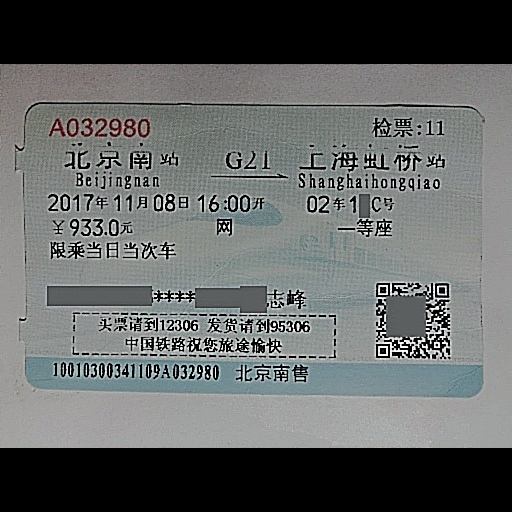 A032980 检票:11
北京南站 G21 上海虹桥站
Beijingnan Shanghaihongqiao
2017年11月08日16:00开 02车1 C号
￥933.0元 网 一等座
限乘当日当次车
****志峰
买票请到12306 发货请到95306
中国铁路祝您旅途愉快
10010300341109A032980 北京南售